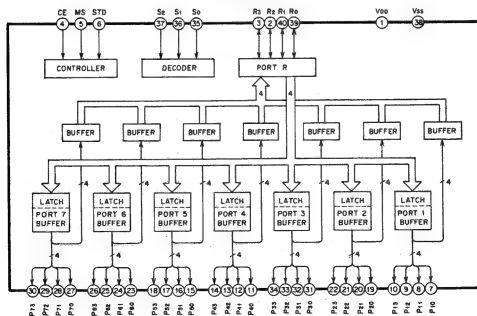 CE MS STD S2 S1 S0 R3 R2 R1 R0 VDD VSS
4 5 6 37 36 35 3 2 40 39 1 38
CONTROLLER DECODER PORT R
4 4
BUFFER BUFFER BUFFER BUFFER BUFFER BUFFER BUFFER
4 4 4 4 4 4 4
LATCH LATCH LATCH LATCH LATCH LATCH LATCH
PORT 7 PORT 6 PORT 5 PORT 4 PORT 3 PORT 2 PORT 1
BUFFER BUFFER BUFFER BUFFER BUFFER BUFFER BUFFER
4 4 4 4 4 4 4
30 29 28 27 26 25 24 23 18 17 16 15 14 13 12 11 34 33 32 31 22 21 20 19 10 9 8 7
P73 P72 P71 P70 P63 P62 P61 P60 P53 P52 P51 P50 P43 P42 P41 P40 P33 P32 P31 P30 P23 P22 P21 P20 P13 P12 P11 P10